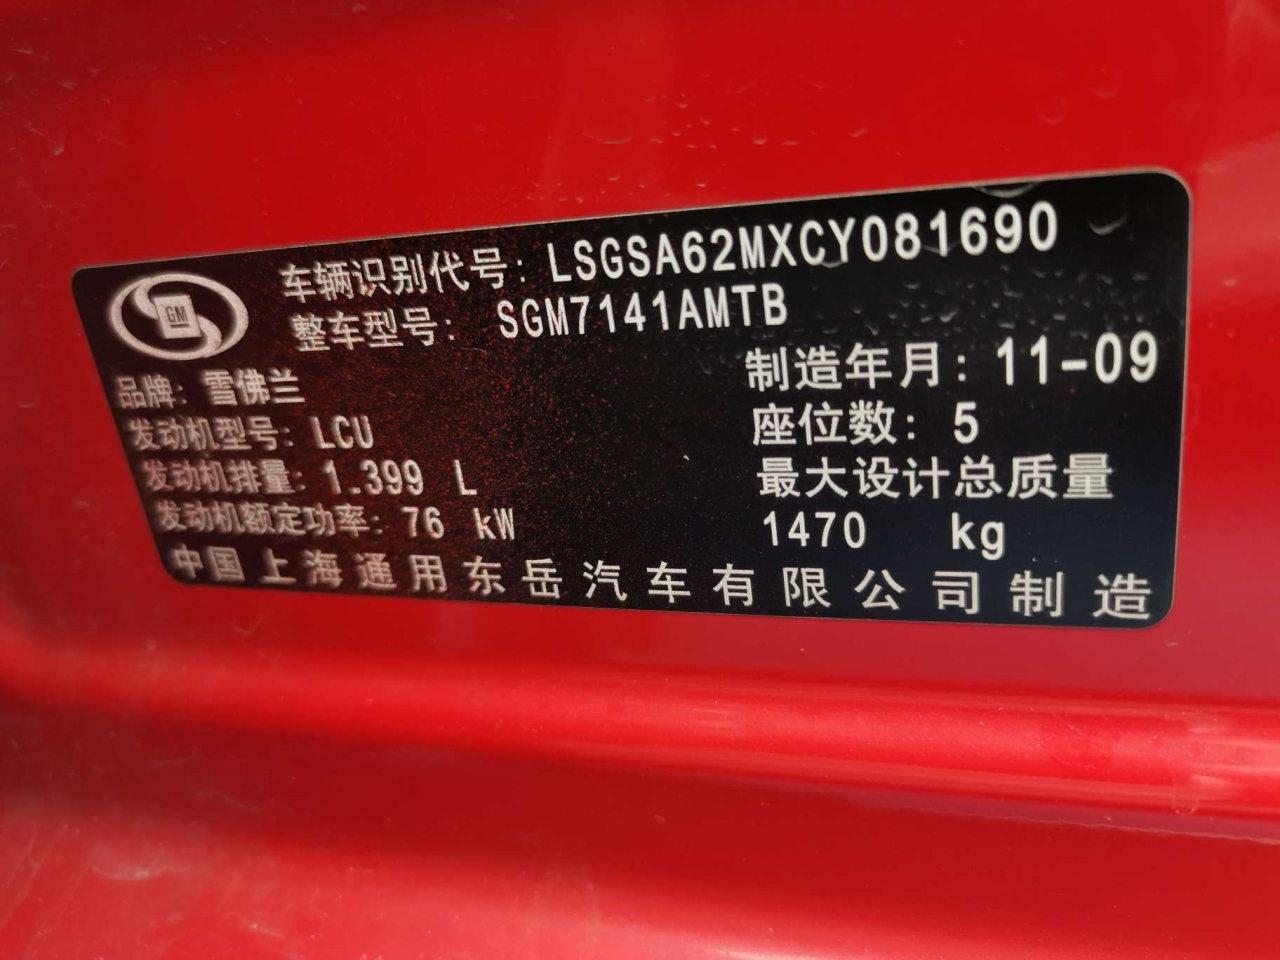 GM
车辆识别代号: LSGSA62MXCY081690
整车型号: SGM7141AMTB
品牌: 雪佛兰
制造年月: 11-09
发动机型号: LCU
座位数: 5
发动机排量: 1.399 L
最大设计总质量
发动机额定功率: 76 kW
1470 kg
中国上海通用东岳汽车有限公司制造